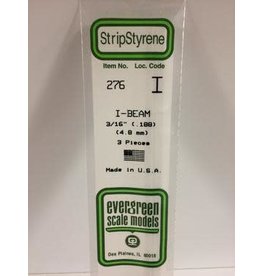 StripStyrene
Item No. Loc. Code
276 I
I-BEAM
3/16" (.188)
(4.8 mm)
3 Pieces
Made in U.S.A.
evergreen
scale models
Des Plaines, IL 60018